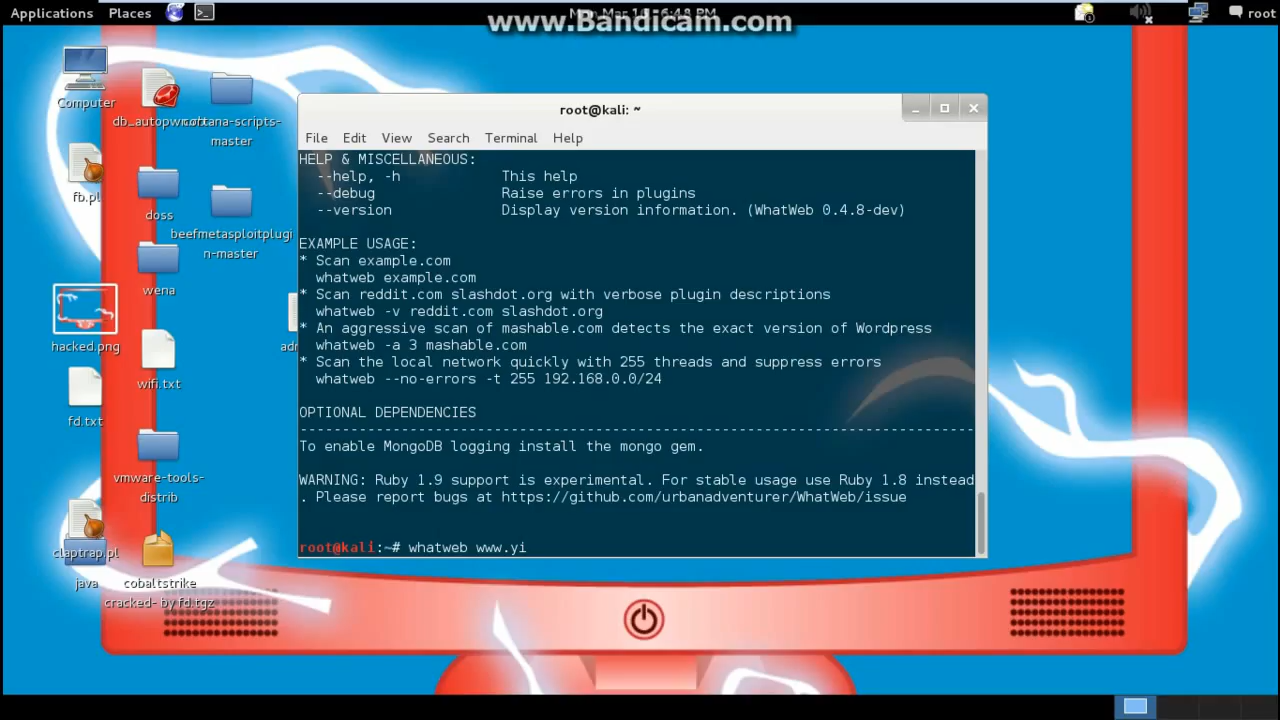 Applications Places
www.Bandicam.com
root
Computer
fb.pl
hacked.png
fd.txt
claptrap.pl
java
doss
wena
wifi.txt
vmware-tools-
distrib
cobaltstrike
cracked- by fd.tgz
cortana-scripts-
master
beefmetasploitplugi
n-master
root@kali: ~
File Edit View Search Terminal Help
HELP & MISCELLANEOUS:
--help, -h This help
--debug Raise errors in plugins
--version Display version information. (WhatWeb 0.4.8-dev)
EXAMPLE USAGE:
* Scan example.com
whatweb example.com
* Scan reddit.com slashdot.org with verbose plugin descriptions
whatweb -v reddit.com slashdot.org
* An aggressive scan of mashable.com detects the exact version of Wordpress
whatweb -a 3 mashable.com
* Scan the local network quickly with 255 threads and suppress errors
whatweb --no-errors -t 255 192.168.0.0/24
OPTIONAL DEPENDENCIES
--------------------------------------------------------------------------------
To enable MongoDB logging install the mongo gem.
WARNING: Ruby 1.9 support is experimental. For stable usage use Ruby 1.8 instead
. Please report bugs at https://github.com/urbanadventurer/WhatWeb/issue
root@kali:~# whatweb www.yi